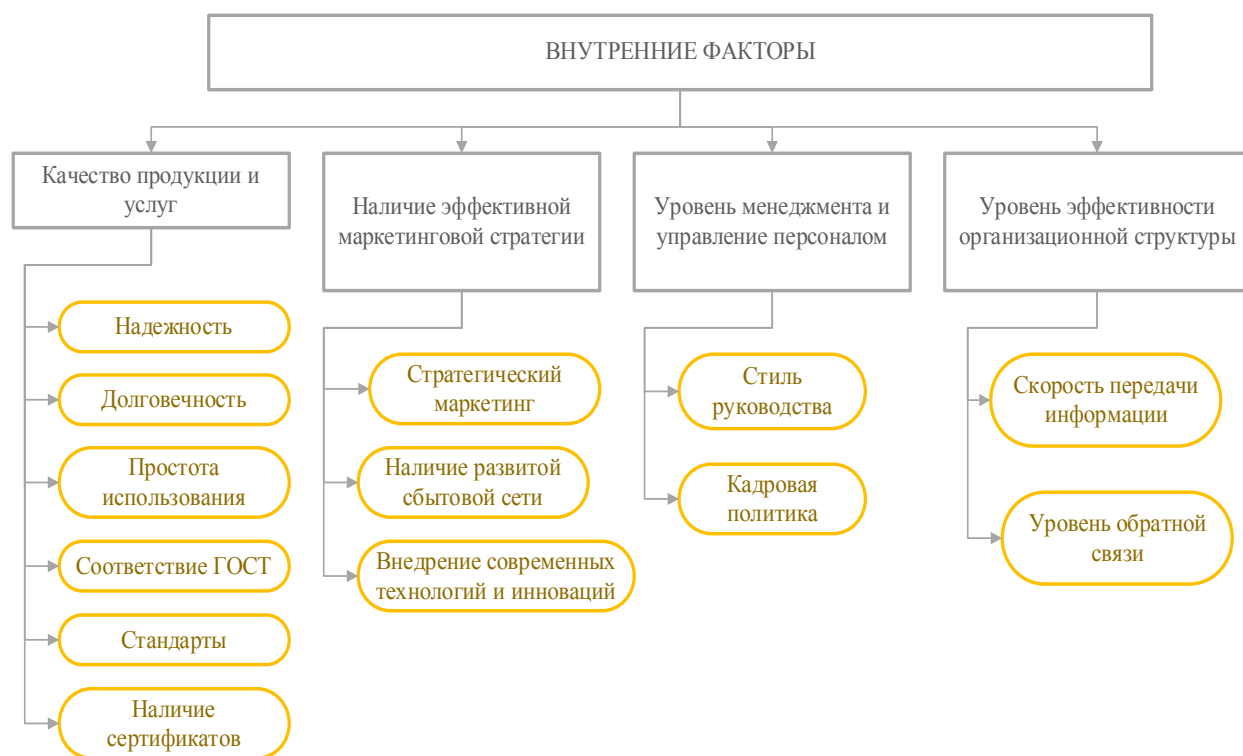 ВНУТРЕННИЕ ФАКТОРЫ
Качество продукции и
услуг
Надежность
Долговечность
Простота
использования
Соответствие ГОСТ
Стандарты
Наличие
сертификатов
Наличие эффективной
маркетинговой стратегии
Стратегический
маркетинг
Наличие развитой
сбытовой сети
Внедрение современных
технологий и инноваций
Уровень менеджмента и
управление персоналом
Стиль
руководства
Кадровая
политика
Уровень эффективности
организационной структуры
Скорость передачи
информации
Уровень обратной
связи